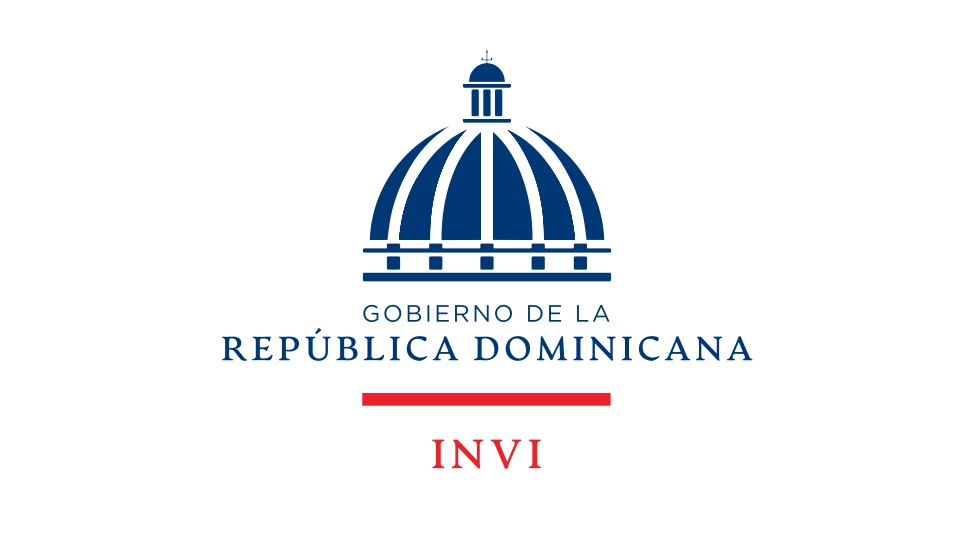 GOBIERNO DE LA
REPÚBLICA DOMINICANA
INVI